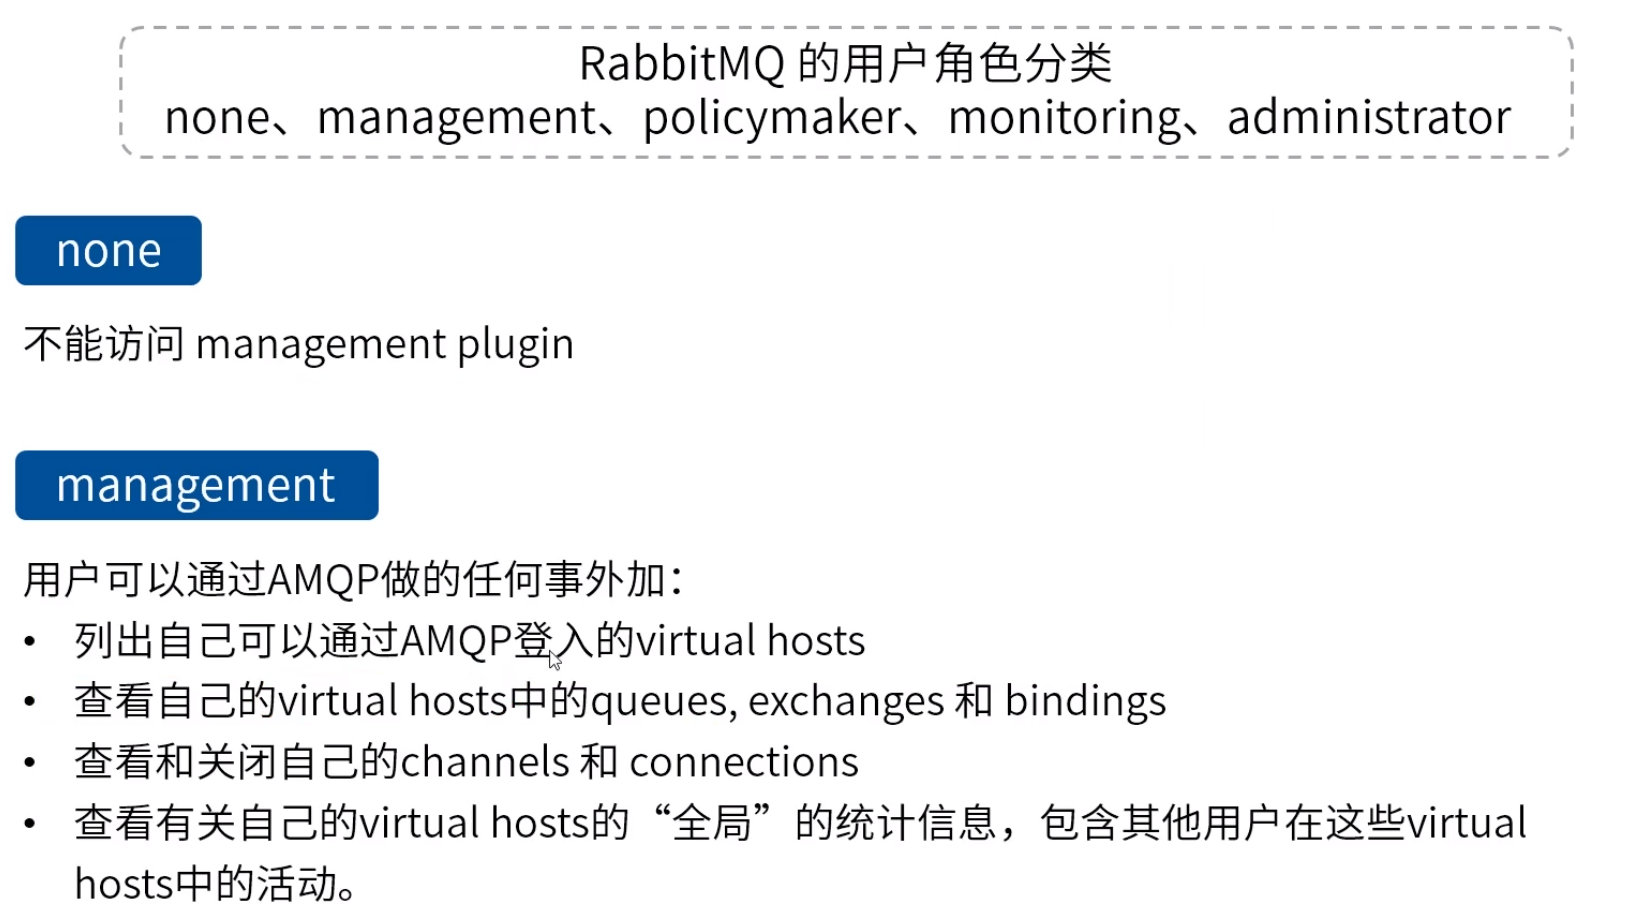 RabbitMQ 的用户角色分类
none、management、policymaker、monitoring、administrator
none
不能访问 management plugin
management
用户可以通过AMQP做的任何事外加：
• 列出自己可以通过AMQP登入的virtual hosts
• 查看自己的virtual hosts中的queues, exchanges 和 bindings
• 查看和关闭自己的channels 和 connections
• 查看有关自己的virtual hosts的“全局”的统计信息，包含其他用户在这些virtual
hosts中的活动。